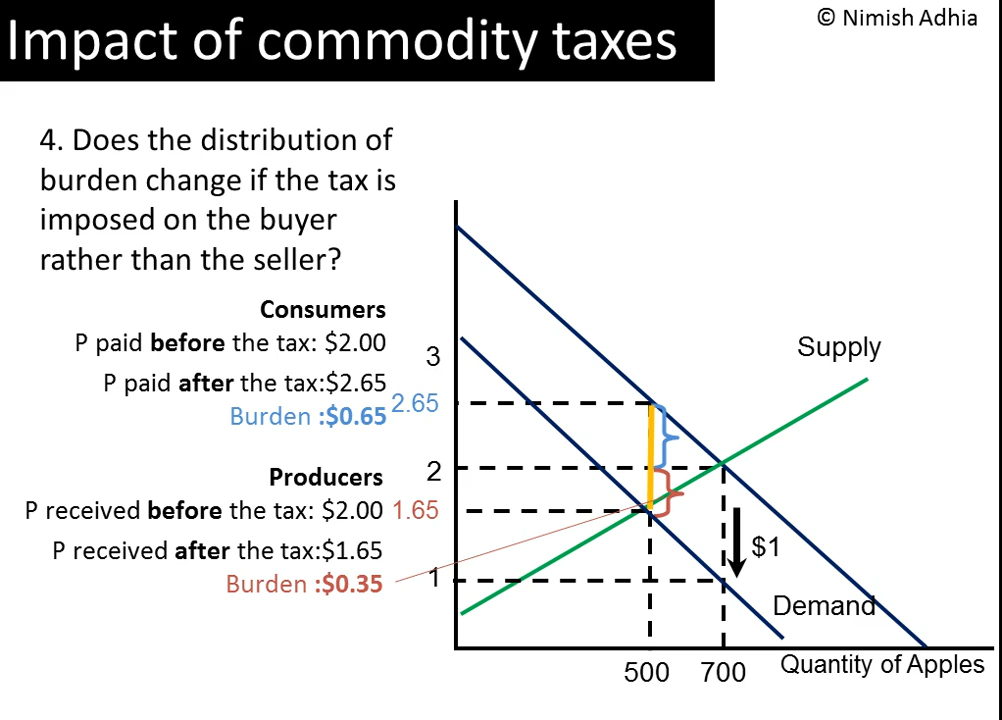 Impact of commodity taxes
© Nimish Adhia
4. Does the distribution of
burden change if the tax is
imposed on the buyer
rather than the seller?
Consumers
P paid before the tax: $2.00
P paid after the tax:$2.65
Burden :$0.65
Producers
P received before the tax: $2.00
P received after the tax:$1.65
Burden :$0.35
3
2.65
2
1.65
1
Supply
$1
Demand
500
700
Quantity of Apples